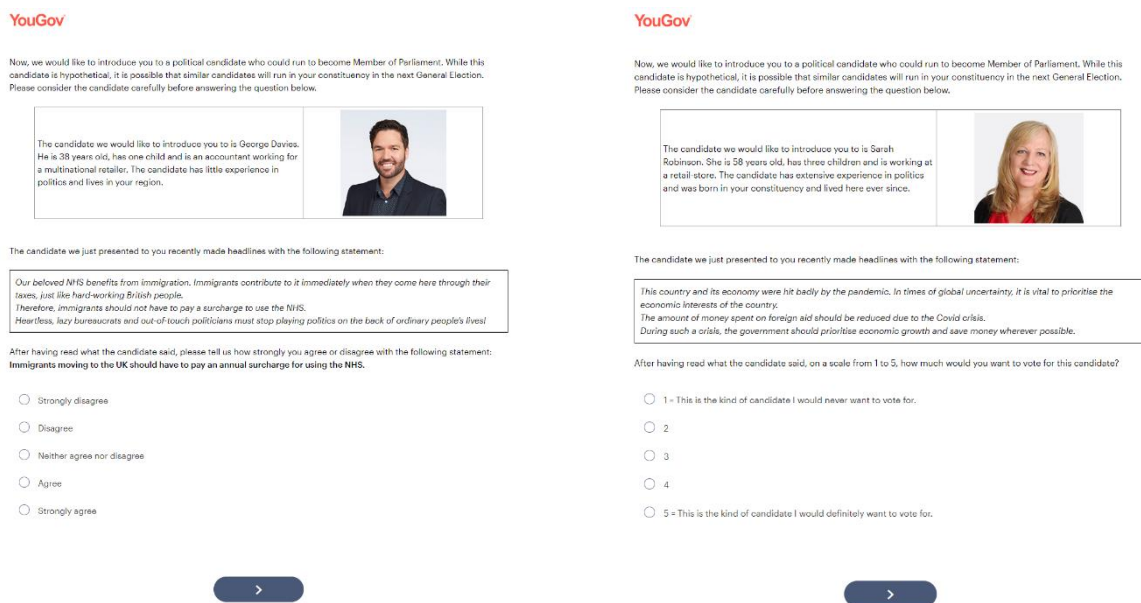 YouGov
Now, we would like to introduce you to a political candidate who could run to become Member of Parliament. While this
candidate is hypothetical, it is possible that similar candidates will run in your constituency in the next General Election.
Please consider the candidate carefully before answering the question below.
The candidate we would like to introduce you to is George Davies.
He is 38 years old, has one child and is an accountant working for
a multinational retailer. The candidate has little experience in
politics and lives in your region.
The candidate we just presented to you recently made headlines with the following statement:
Our beloved NHS benefits from immigration. Immigrants contribute to it immediately when they come here through their
taxes, just like hard-working British people.
Therefore, immigrants should not have to pay a surcharge to use the NHS.
Heartless, lazy bureaucrats and out-of-touch politicians must stop playing politics on the back of ordinary people's lives!
After having read what the candidate said, please tell us how strongly you agree or disagree with the following statement:
Immigrants moving to the UK should have to pay an annual surcharge for using the NHS.
Strongly disagree
Disagree
Neither agree nor disagree
Agree
Strongly agree
YouGov
Now, we would like to introduce you to a political candidate who could run to become Member of Parliament. While this
candidate is hypothetical, it is possible that similar candidates will run in your constituency in the next General Election.
Please consider the candidate carefully before answering the question below.
The candidate we would like to introduce you to is Sarah
Robinson. She is 58 years old, has three children and is working at
a retail-store. The candidate has extensive experience in politics
and was born in your constituency and lived here ever since.
The candidate we just presented to you recently made headlines with the following statement:
This country and its economy were hit badly by the pandemic. In times of global uncertainty, it is vital to prioritise the
economic interests of the country.
The amount of money spent on foreign aid should be reduced due to the Covid crisis.
During such a crisis, the government should prioritise economic growth and save money wherever possible.
After having read what the candidate said, on a scale from 1 to 5, how much would you want to vote for this candidate?
1 = This is the kind of candidate I would never want to vote for.
2
3
4
5 = This is the kind of candidate I would definitely want to vote for.